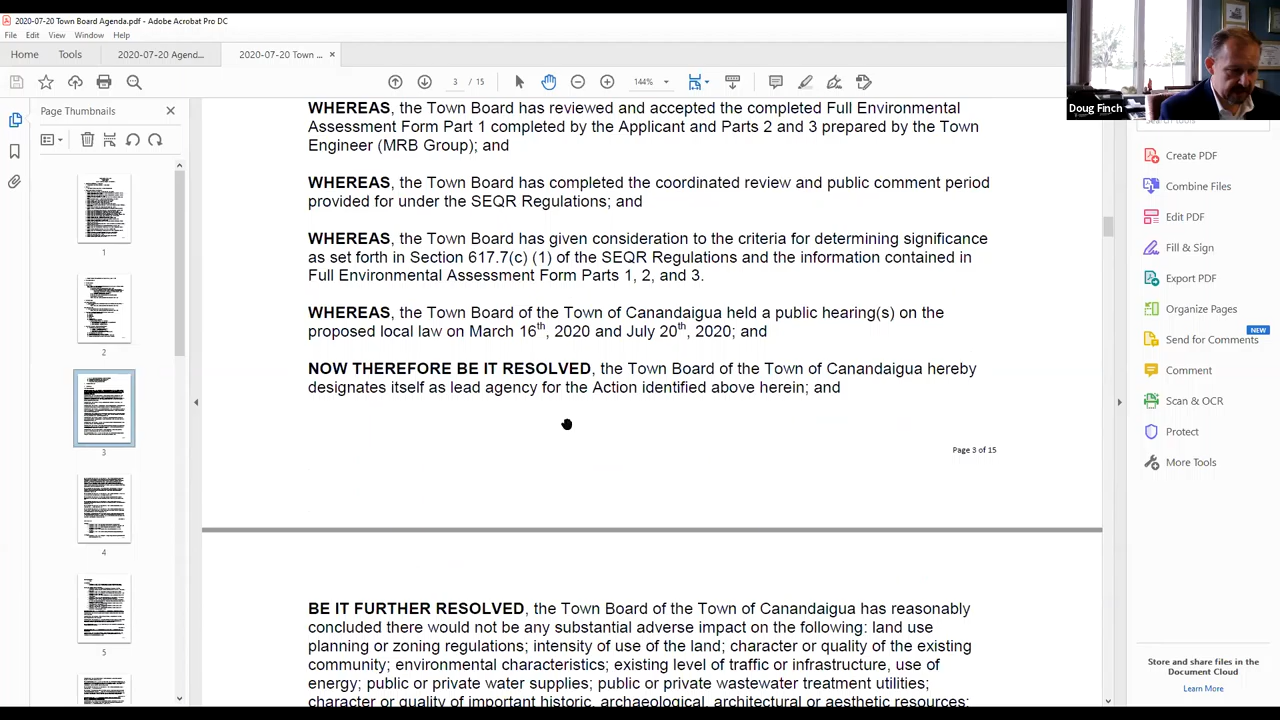 2020-07-20 Town Board Agenda.pdf - Adobe Acrobat Pro DC
File Edit View Window Help
Home Tools 2020-07-20 Agend... 2020-07-20 Town ... ×
15 144%
Doug Finch
Page Thumbnails
1
2
3
4
5
WHEREAS, the Town Board has reviewed and accepted the completed Full Environmental
Assessment Form Part 1 completed by the Applicant and Parts 2 and 3 prepared by the Town
Engineer (MRB Group); and
WHEREAS, the Town Board has completed the coordinated review and public comment period
provided for under the SEQR Regulations; and
WHEREAS, the Town Board has given consideration to the criteria for determining significance
as set forth in Section 617.7(c) (1) of the SEQR Regulations and the information contained in
Full Environmental Assessment Form Parts 1, 2, and 3.
WHEREAS, the Town Board of the Town of Canandaigua held a public hearing(s) on the
proposed local law on March 16th, 2020 and July 20th, 2020; and
NOW THEREFORE BE IT RESOLVED, the Town Board of the Town of Canandaigua hereby
designates itself as lead agency for the Action identified above herein; and
Page 3 of 15
BE IT FURTHER RESOLVED, the Town Board of the Town of Canandaigua has reasonably
concluded there would not be any substantial adverse impact on the following: land use
planning or zoning regulations; intensity of use of the land; character or quality of the existing
community; environmental characteristics; existing level of traffic or infrastructure, use of
energy; public or private water supplies; public or private wastewater treatment utilities;
character or quality of important historic, archaeological, architectural, or aesthetic resources;
Search tools
Create PDF
Combine Files
Edit PDF
Fill & Sign
Export PDF
Organize Pages
NEW
Send for Comments
Comment
Scan & OCR
Protect
More Tools
Store and share files in the
Document Cloud
Learn More